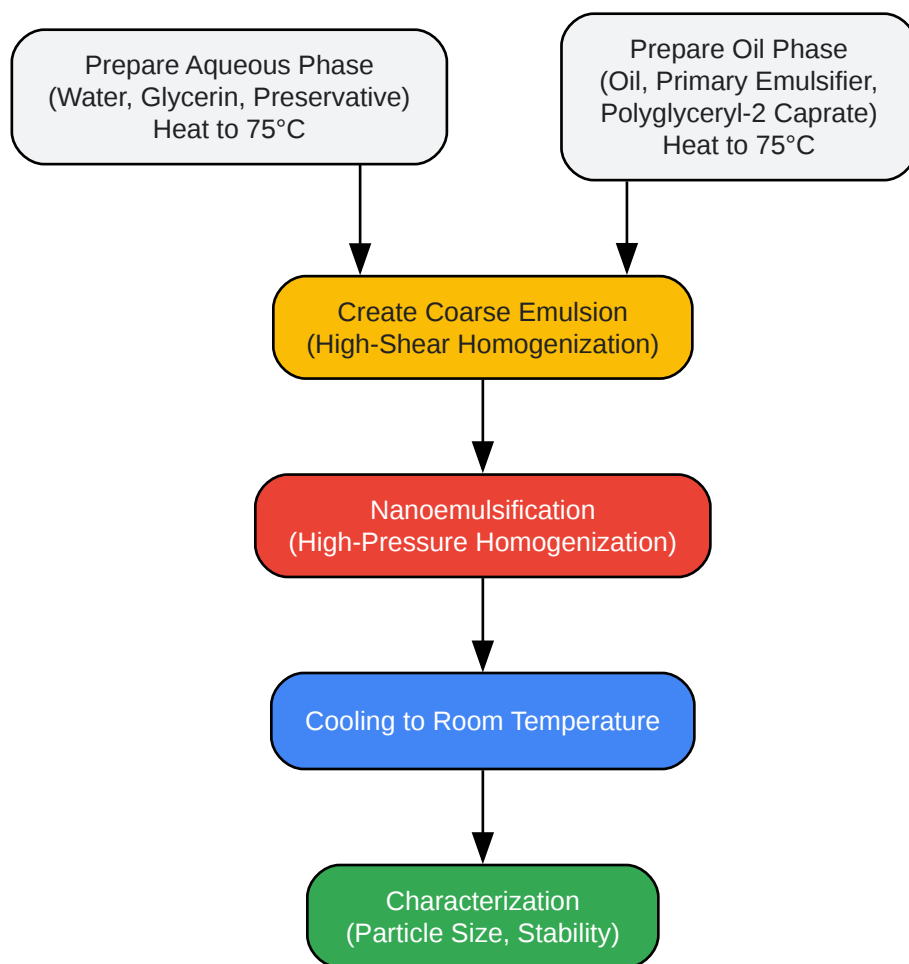 Prepare Aqueous Phase
(Water, Glycerin, Preservative)
Heat to 75°C
Prepare Oil Phase
(Oil, Primary Emulsifier,
Polyglyceryl-2 Caprate)
Heat to 75°C
Create Coarse Emulsion
(High-Shear Homogenization)
Nanoemulsification
(High-Pressure Homogenization)
Cooling to Room Temperature
Characterization
(Particle Size, Stability)